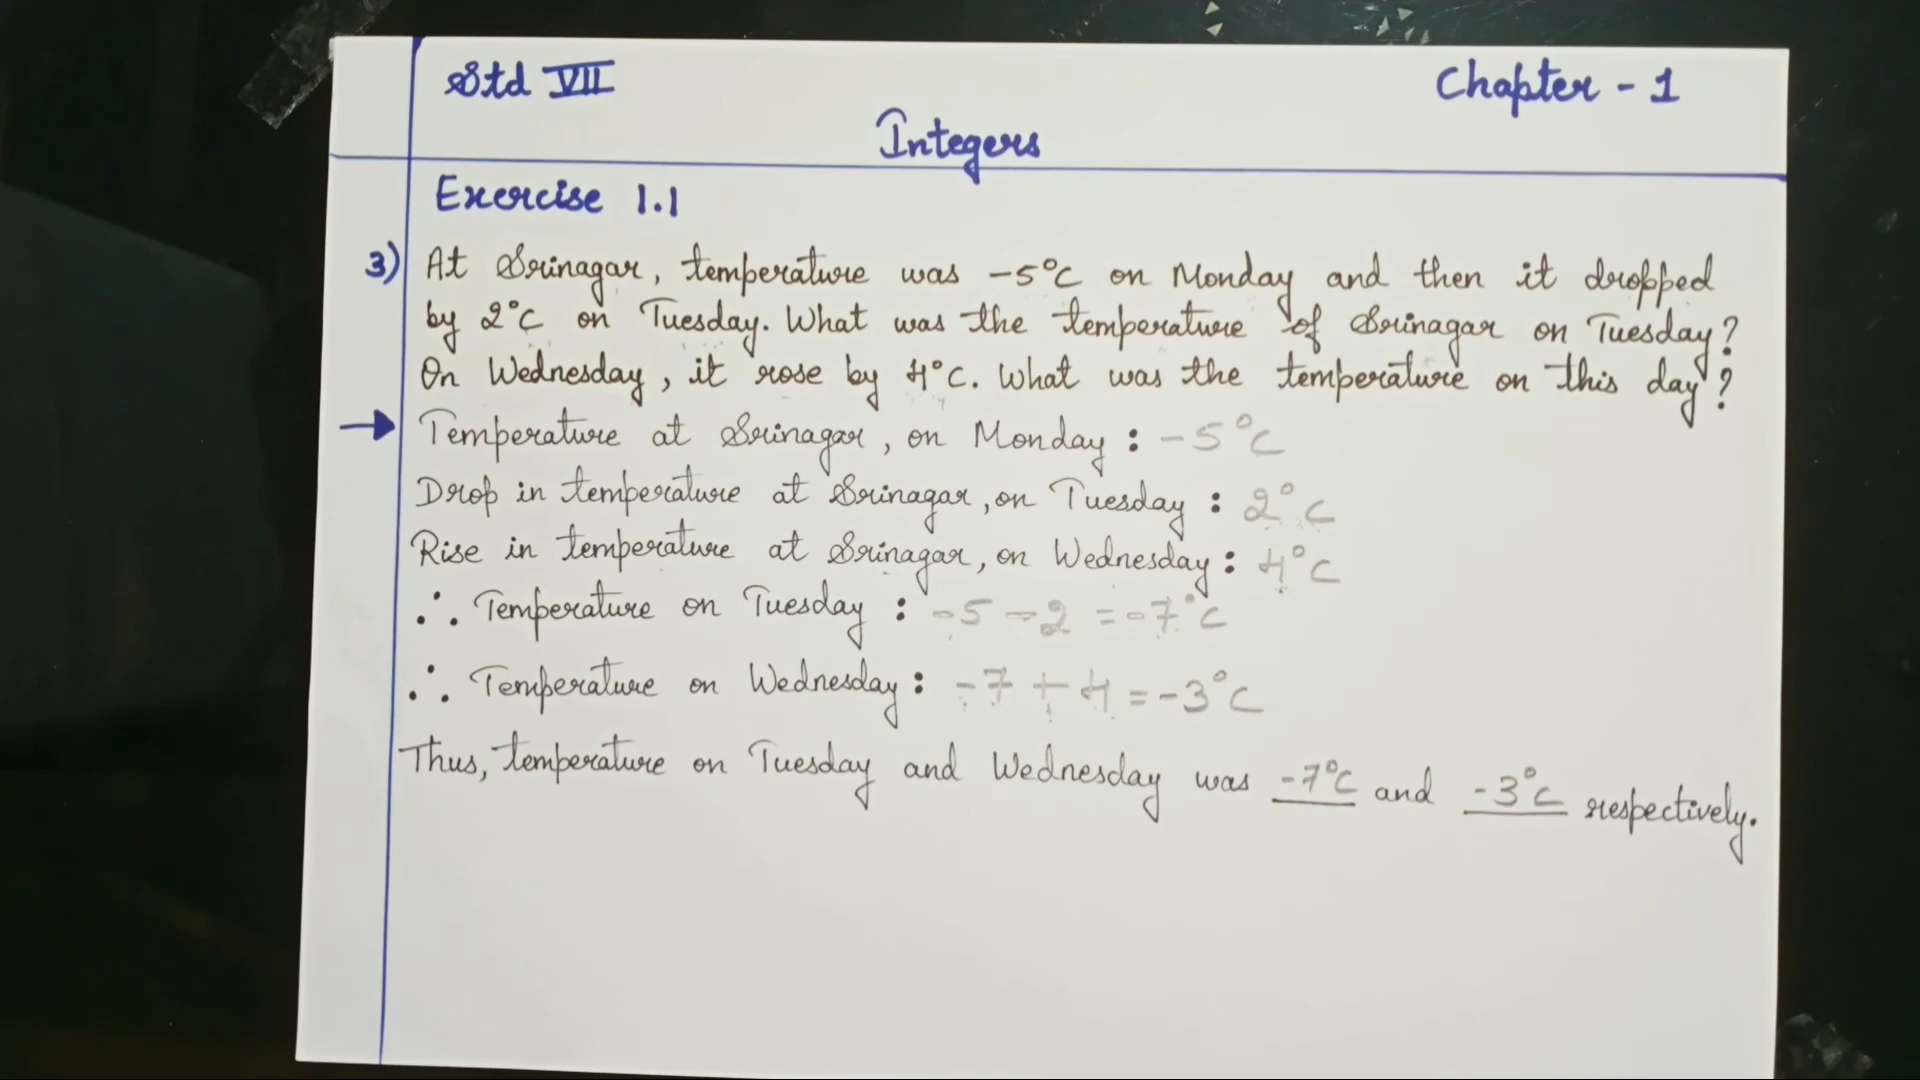 Std VII
Chapter - 1
Integers
Exercise 1.1
3) At Srinagar, temperature was -5°C on Monday and then it dropped
by 2°C on Tuesday. What was the temperature of Srinagar on Tuesday?
On Wednesday, it rose by 4°C. What was the temperature on this day?
→ Temperature at Srinagar, on Monday : -5°C
Drop in temperature at Srinagar, on Tuesday : 2°C
Rise in temperature at Srinagar, on Wednesday : 4°C
∴ Temperature on Tuesday : -5 - 2 = -7°C
∴ Temperature on Wednesday : -7 + 4 = -3°C
Thus, temperature on Tuesday and Wednesday was -7°C and -3°C respectively.